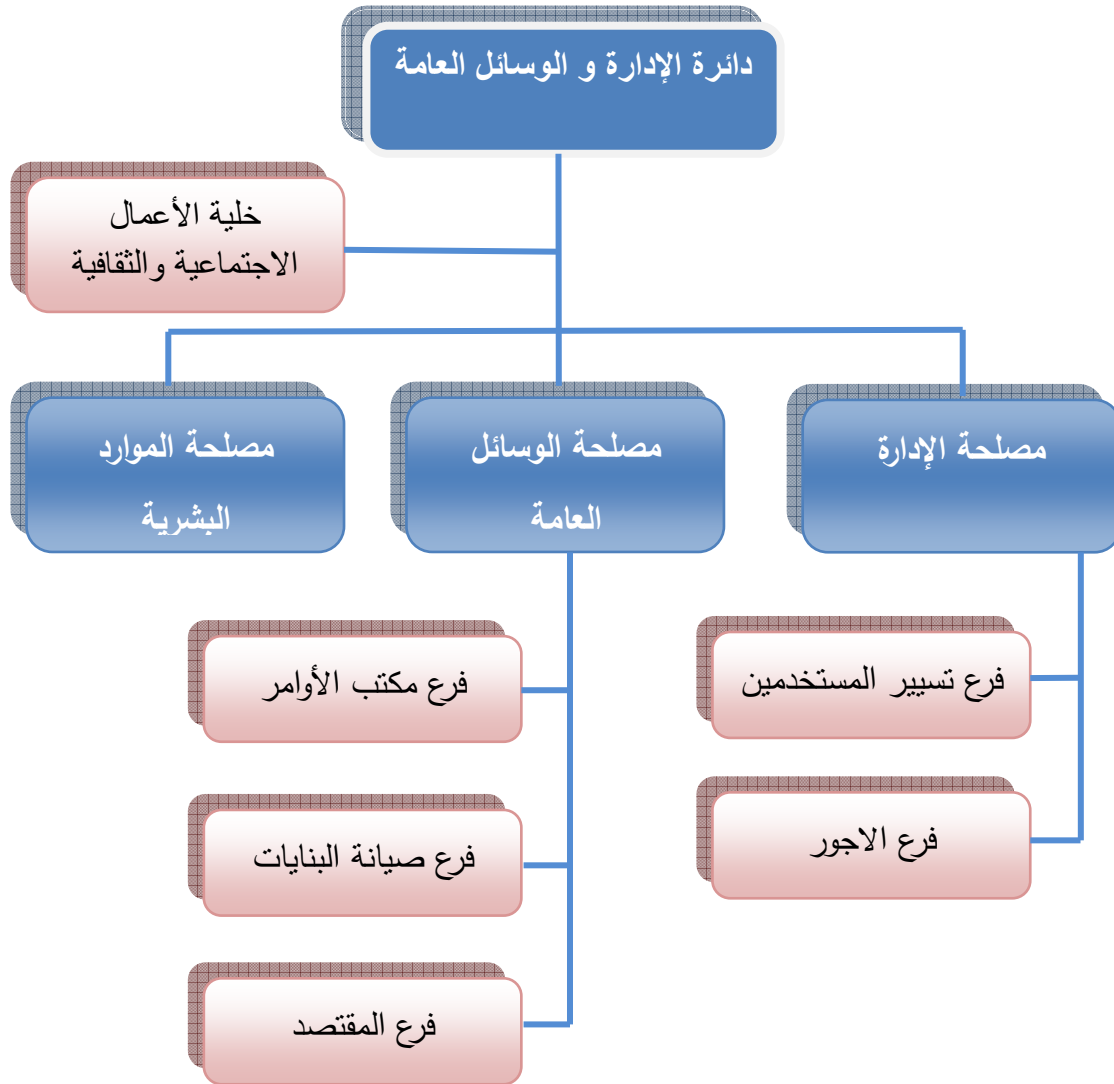 دائرة الإدارة و الوسائل العامة
خلية الأعمال
الاجتماعية والثقافية
مصلحة الإدارة
مصلحة الوسائل
العامة
مصلحة الموارد
البشرية
فرع تسيير المستخدمين
فرع الاجور
فرع مكتب الأوامر
فرع صيانة البنايات
فرع المقتصد